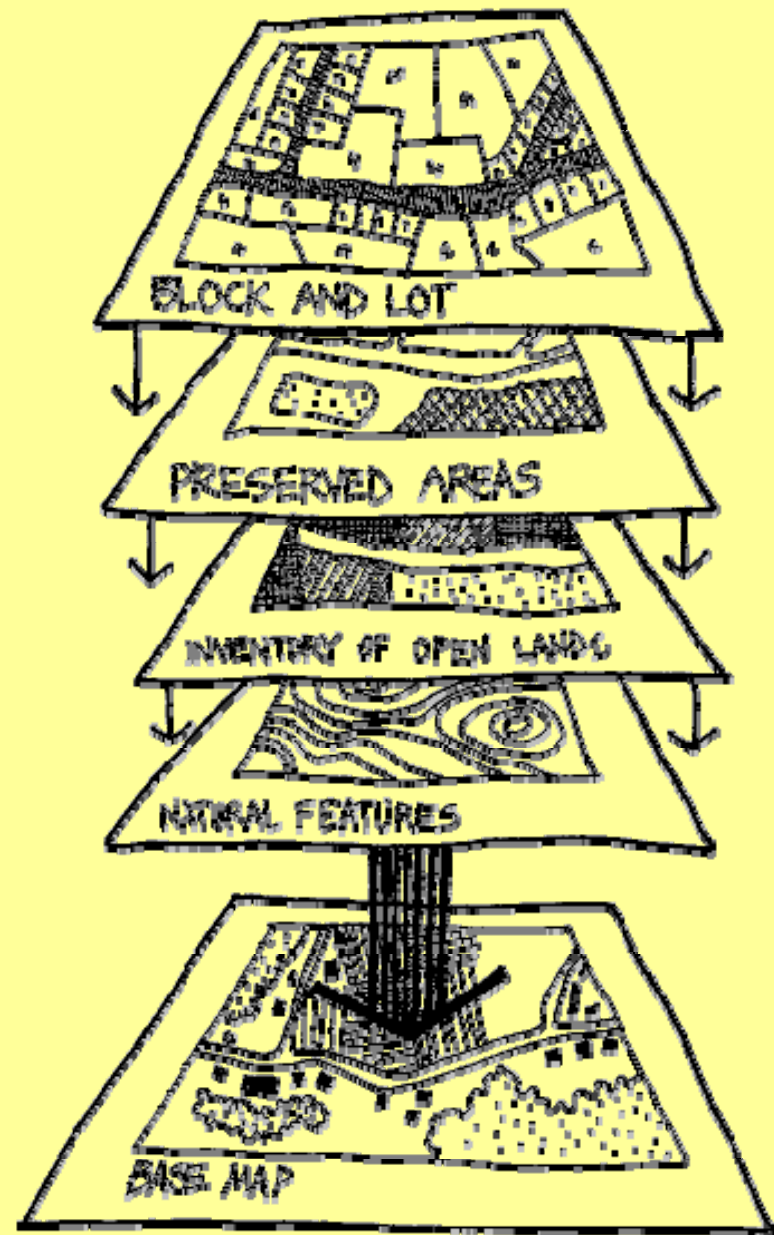 BLOCK AND LOT
PRESERVED AREAS
INVENTORY OF OPEN LANDS
NATURAL FEATURES
BASE MAP